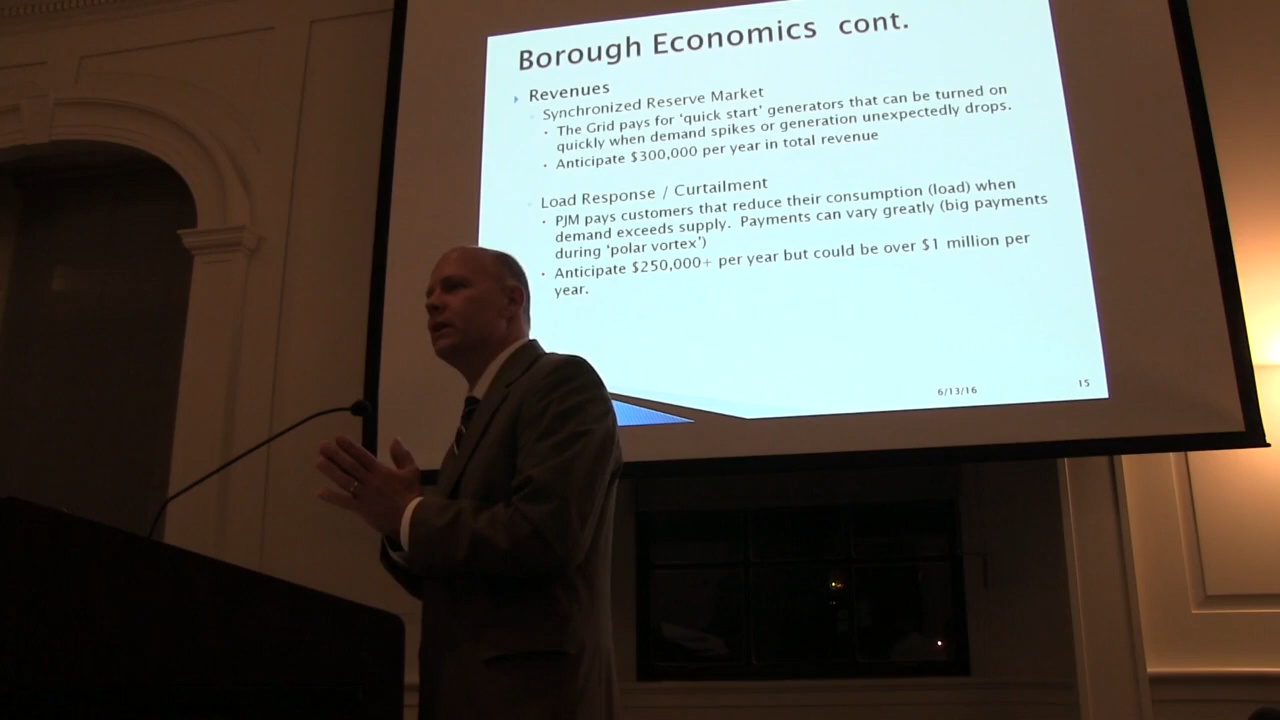 Borough Economics cont.
Revenues
Synchronized Reserve Market
The Grid pays for ‘quick start’ generators that can be turned on
quickly when demand spikes or generation unexpectedly drops.
Anticipate $300,000 per year in total revenue
Load Response / Curtailment
PJM pays customers that reduce their consumption (load) when
demand exceeds supply. Payments can vary greatly (big payments
during ‘polar vortex’)
Anticipate $250,000+ per year but could be over $1 million per
year.
6/13/16
15